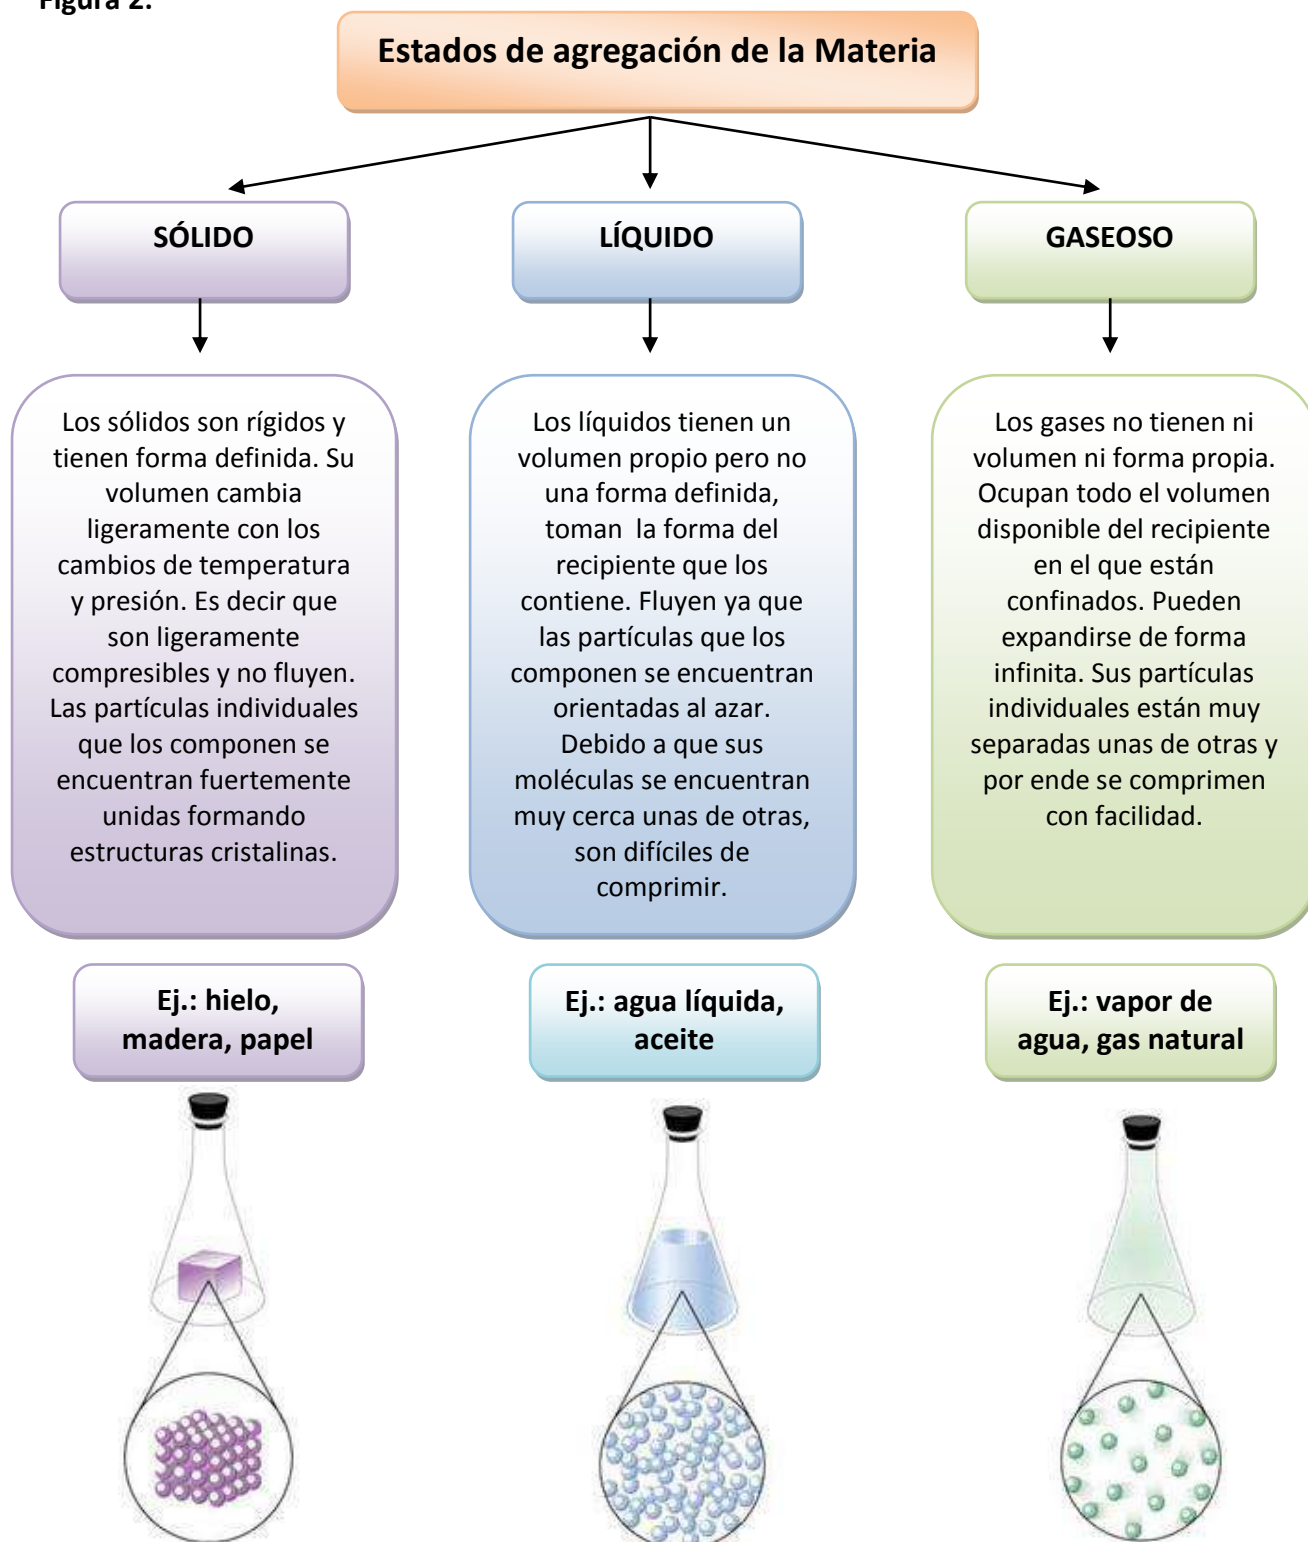 Figura 2.
Estados de agregación de la Materia
SÓLIDO
LÍQUIDO
GASEOSO
Los sólidos son rígidos y
tienen forma definida. Su
volumen cambia
ligeramente con los
cambios de temperatura
y presión. Es decir que
son ligeramente
compresibles y no fluyen.
Las partículas individuales
que los componen se
encuentran fuertemente
unidas formando
estructuras cristalinas.
Los líquidos tienen un
volumen propio pero no
una forma definida,
toman la forma del
recipiente que los
contiene. Fluyen ya que
las partículas que los
componen se encuentran
orientadas al azar.
Debido a que sus
moléculas se encuentran
muy cerca unas de otras,
son difíciles de
comprimir.
Los gases no tienen ni
volumen ni forma propia.
Ocupan todo el volumen
disponible del recipiente
en el que están
confinados. Pueden
expandirse de forma
infinita. Sus partículas
individuales están muy
separadas unas de otras y
por ende se comprimen
con facilidad.
Ej.: hielo,
madera, papel
Ej.: agua líquida,
aceite
Ej.: vapor de
agua, gas natural